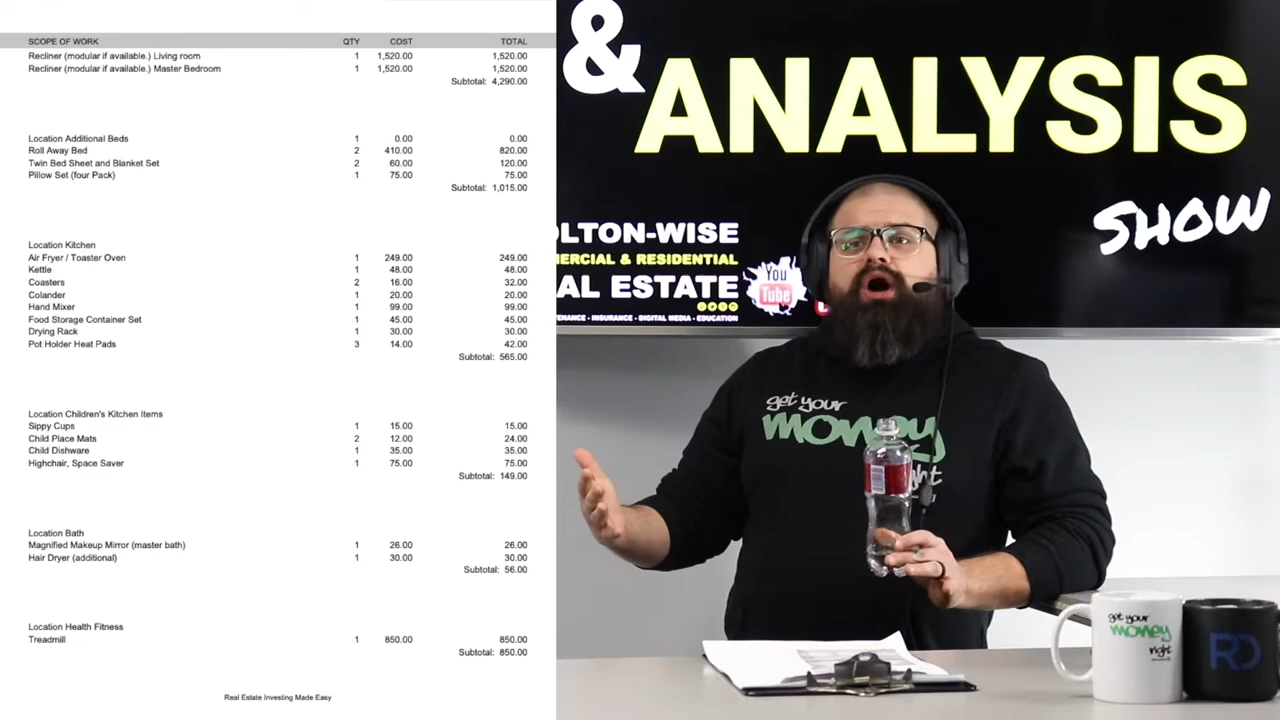 SCOPE OF WORK QTY COST TOTAL
Recliner (modular if available.) Living room 1 1,520.00 1,520.00
Recliner (modular if available.) Master Bedroom 1 1,520.00 1,520.00
Subtotal: 4,290.00
Location Additional Beds 1 0.00 0.00
Roll Away Bed 2 410.00 820.00
Twin Bed Sheet and Blanket Set 2 60.00 120.00
Pillow Set (four Pack) 1 75.00 75.00
Subtotal: 1,015.00
Location Kitchen
Air Fryer / Toaster Oven 1 249.00 249.00
Kettle 1 48.00 48.00
Coasters 2 16.00 32.00
Colander 1 20.00 20.00
Hand Mixer 1 99.00 99.00
Food Storage Container Set 1 45.00 45.00
Drying Rack 1 30.00 30.00
Pot Holder Heat Pads 3 14.00 42.00
Subtotal: 565.00
Location Children's Kitchen Items
Sippy Cups 1 15.00 15.00
Child Place Mats 2 12.00 24.00
Child Dishware 1 35.00 35.00
Highchair, Space Saver 1 75.00 75.00
Subtotal: 149.00
Location Bath
Magnified Makeup Mirror (master bath) 1 26.00 26.00
Hair Dryer (additional) 1 30.00 30.00
Subtotal: 56.00
Location Health Fitness
Treadmill 1 850.00 850.00
Subtotal: 850.00
Real Estate Investing Made Easy
&
ANALYSIS
SHOW
OLTON-WISE
ERCIAL & RESIDENTIAL
AL ESTATE
You
Tube
TENANCE - INSURANCE - DIGITAL MEDIA - EDUCATION
get your
money
right
get your
money
right
RD